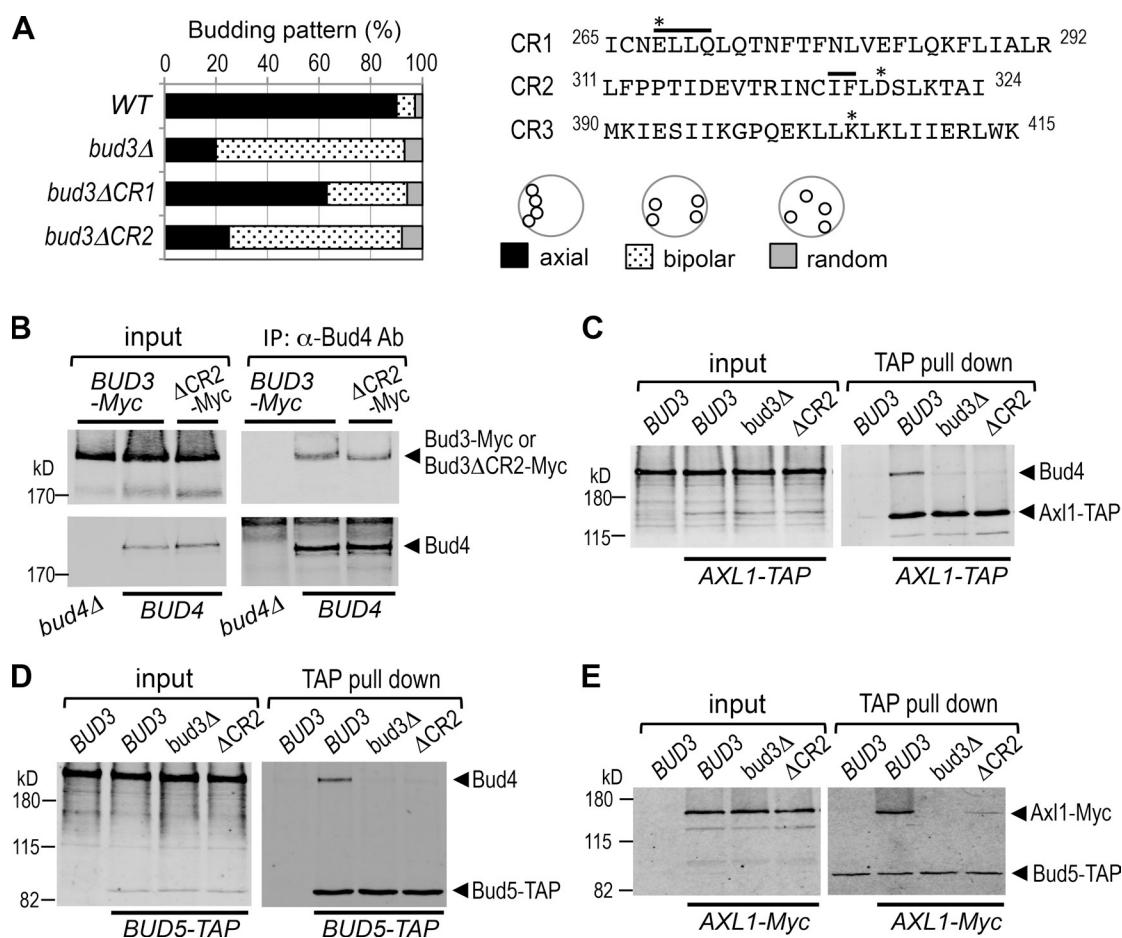 A
Budding pattern (%)
0 20 40 60 80 100
WT
bud3Δ
bud3ΔCR1
bud3ΔCR2
*
CR1 265 ICNELLQLQTNFTFNLVEFLQKFLIALR 292
*
CR2 311 LFPPTIDEVTRINCIFLDSLKTAI 324
*
CR3 390 MKIESIIKGPQEKLLKLKLIIERLWK 415
axial bipolar random
B
input IP: α-Bud4 Ab
BUD3 -Myc ΔCR2 -Myc BUD3 -Myc ΔCR2 -Myc
Bud3-Myc or
Bud3ΔCR2-Myc
kD
170
Bud4
170
bud4Δ BUD4 bud4Δ BUD4
C
input TAP pull down
BUD3 BUD3 bud3Δ ΔCR2 BUD3 BUD3 bud3Δ ΔCR2
kD
Bud4
180
Axl1-TAP
115
AXL1-TAP AXL1-TAP
D
input TAP pull down
BUD3 BUD3 bud3Δ ΔCR2 BUD3 BUD3 bud3Δ ΔCR2
kD
Bud4
180
115
Bud5-TAP
82
BUD5-TAP BUD5-TAP
E
input TAP pull down
BUD3 BUD3 bud3Δ ΔCR2 BUD3 BUD3 bud3Δ ΔCR2
kD
180
Axl1-Myc
115
Bud5-TAP
82
AXL1-Myc AXL1-Myc